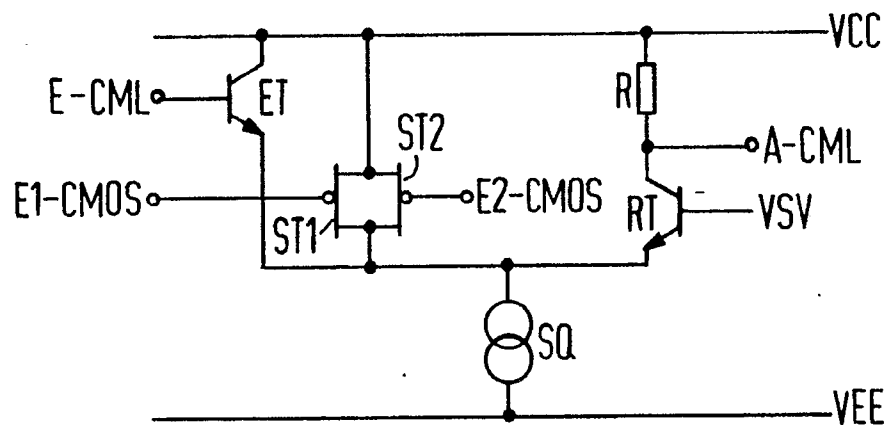 VCC
E-CML
ET
R
ST2
A-CML
E1-CMOS
E2-CMOS
ST1
RT
VSV
SQ
VEE